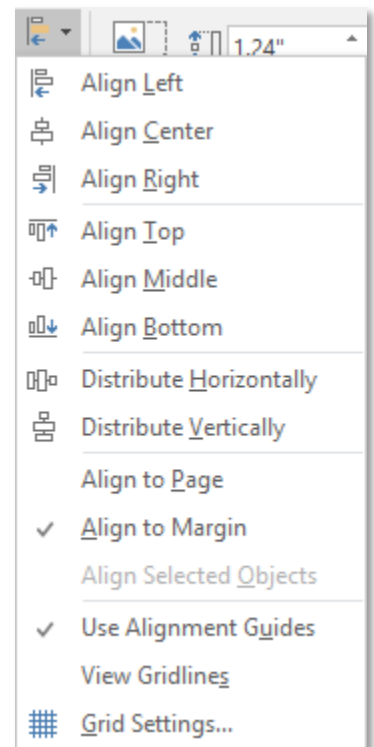 1.24"
Align Left
Align Center
Align Right
Align Top
Align Middle
Align Bottom
Distribute Horizontally
Distribute Vertically
Align to Page
Align to Margin
Align Selected Objects
Use Alignment Guides
View Gridlines
Grid Settings...